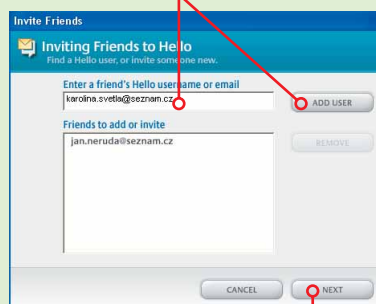 Invite Friends
Inviting Friends to Hello
Find a Hello user, or invite someone new.
Enter a friend's Hello username or email
karolina.svetla@seznam.cz
ADD USER
Friends to add or invite
jan.neruda@seznam.cz
REMOVE
CANCEL
NEXT